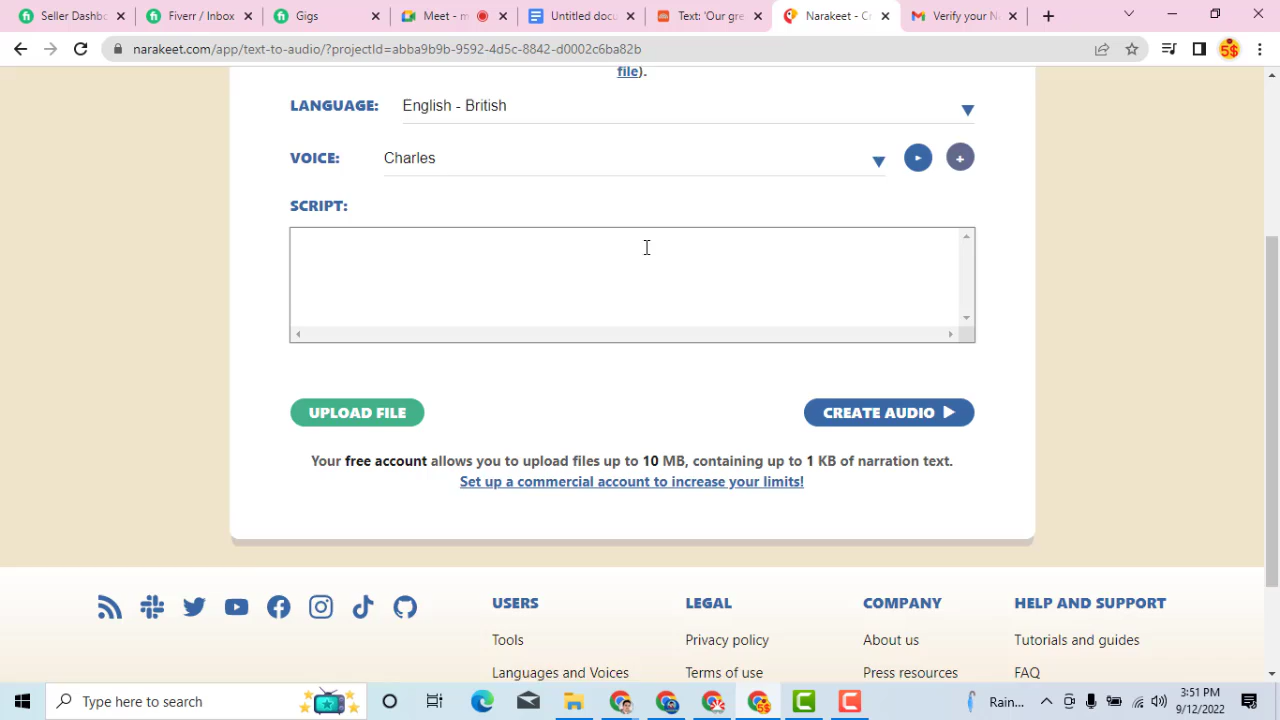 Seller Dashb
Fiverr / Inbox
Gigs
Meet - m
Untitled docu
Text: 'Our gre
Narakeet - Cr
Verify your N
narakeet.com/app/text-to-audio/?projectId=abba9b9b-9592-4d5c-8842-d0002c6ba82b
5$
file).
LANGUAGE: English - British
VOICE: Charles
SCRIPT:
UPLOAD FILE
CREATE AUDIO
Your free account allows you to upload files up to 10 MB, containing up to 1 KB of narration text.
Set up a commercial account to increase your limits!
USERS
LEGAL
COMPANY
HELP AND SUPPORT
Tools
Privacy policy
About us
Tutorials and guides
Languages and Voices
Terms of use
Press resources
FAQ
Type here to search
Rain...
3:51 PM
9/12/2022